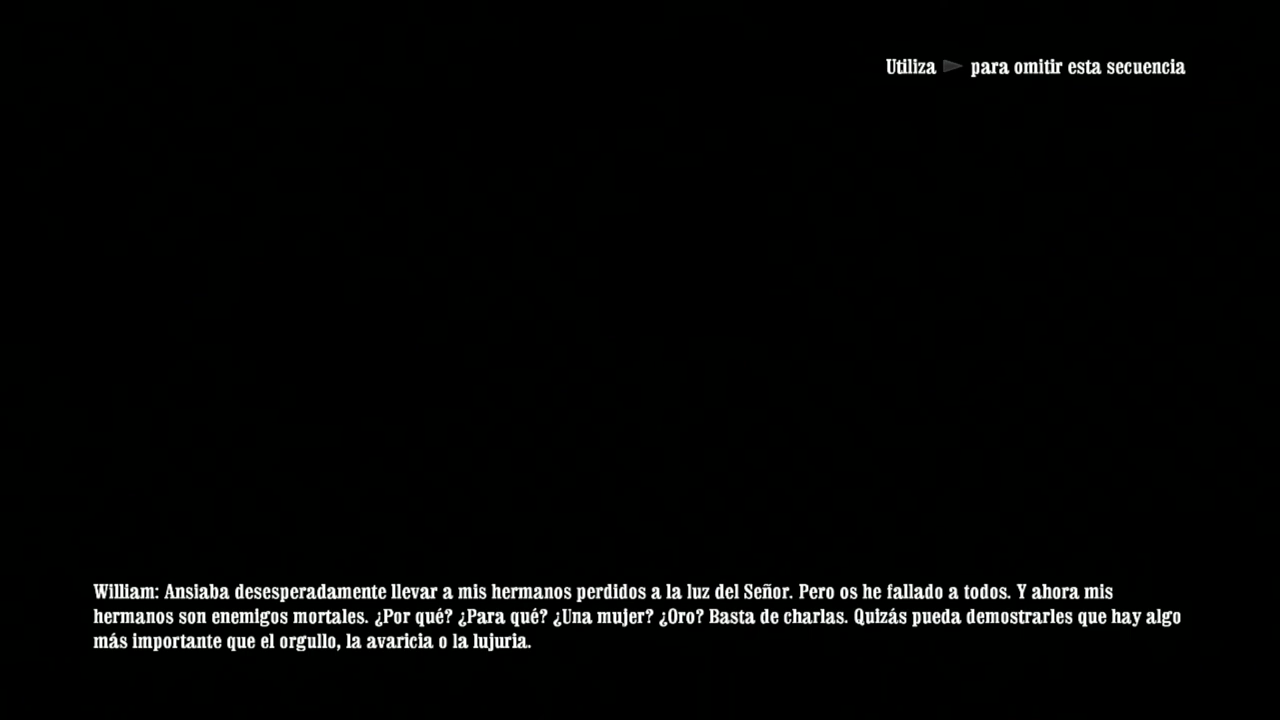 Utiliza para omitir esta secuencia
William: Ansiaba desesperadamente llevar a mis hermanos perdidos a la luz del Señor. Pero os he fallado a todos. Y ahora mis
hermanos son enemigos mortales. ¿Por qué? ¿Para qué? ¿Una mujer? ¿Oro? Basta de charlas. Quizás pueda demostrarles que hay algo
más importante que el orgullo, la avaricia o la lujuria.